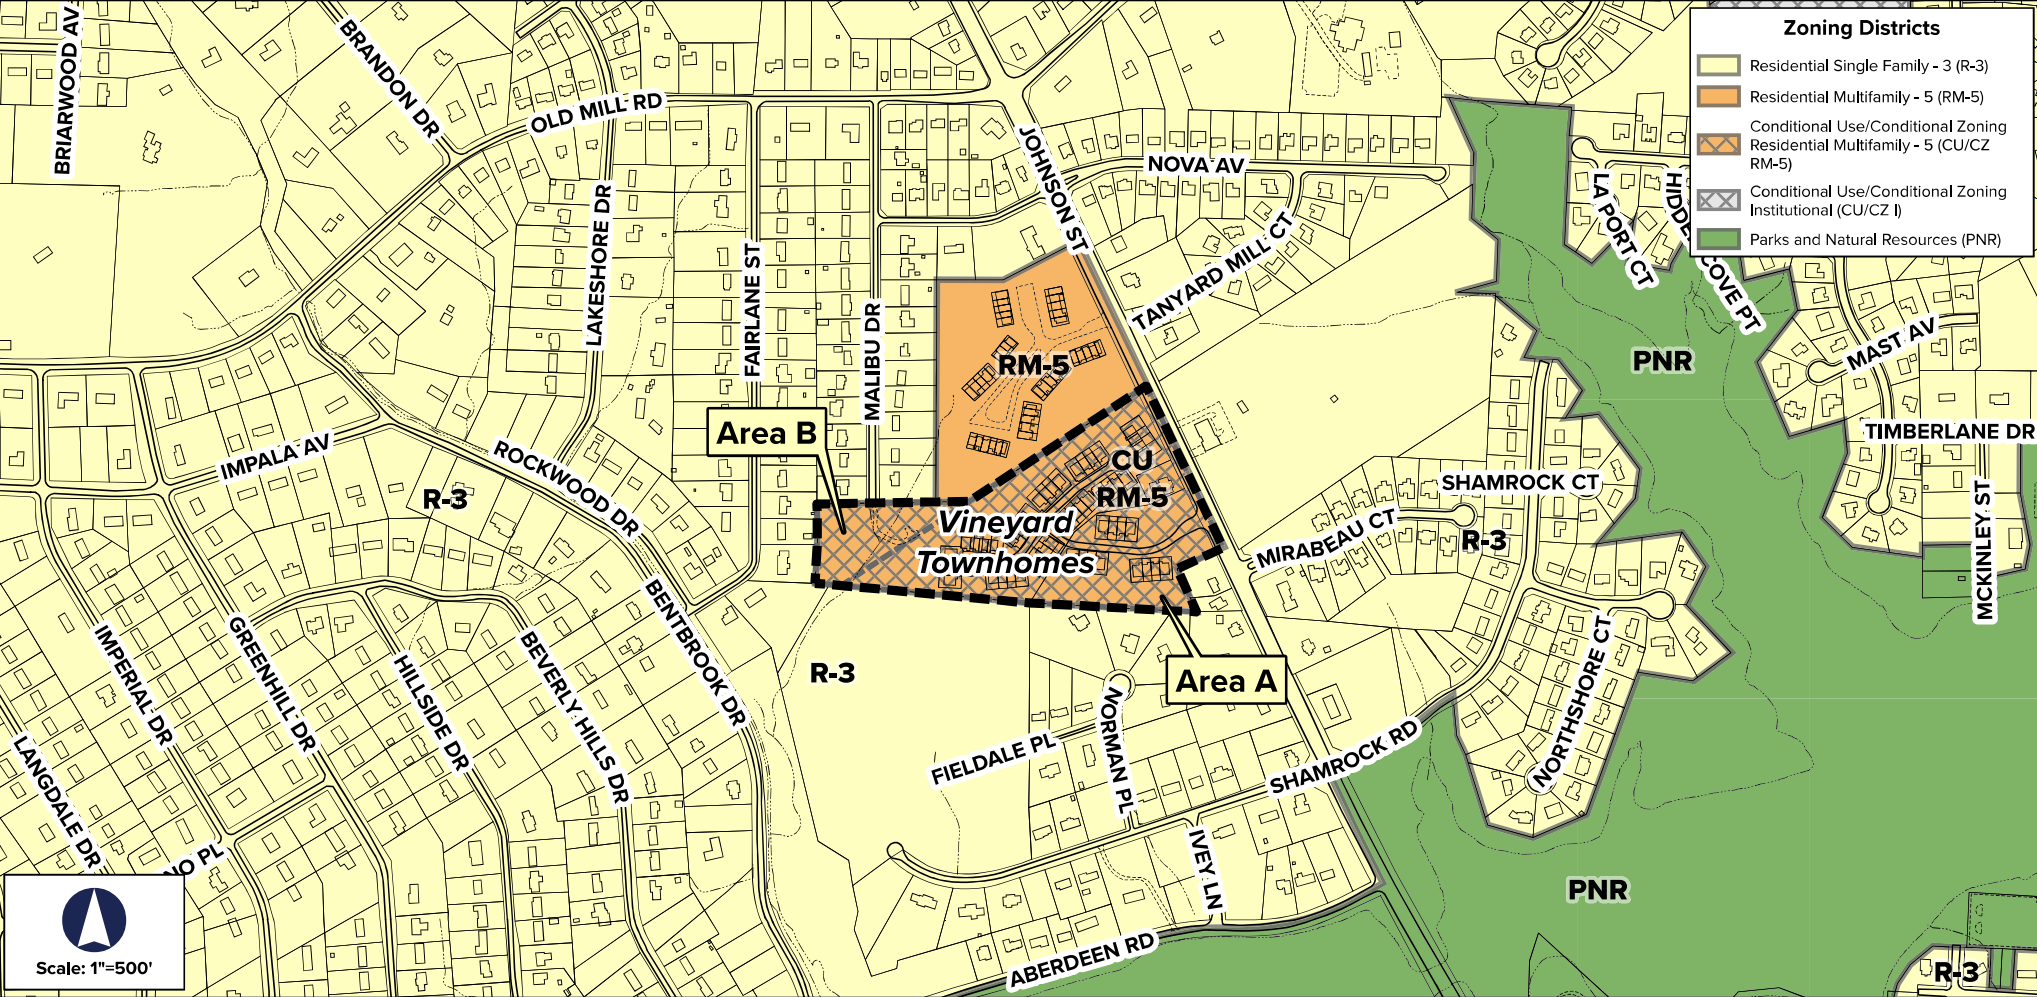 Zoning Districts
Residential Single Family - 3 (R-3)
Residential Multifamily - 5 (RM-5)
Conditional Use/Conditional Zoning
Residential Multifamily - 5 (CU/CZ
RM-5)
Conditional Use/Conditional Zoning
Institutional (CU/CZ I)
Parks and Natural Resources (PNR)
BRIARWOOD AV
BRANDON DR
OLD MILL RD
LAKESHORE DR
FAIRLANE ST
MALIBU DR
JOHNSON ST
NOVA AV
TANYARD MILL CT
LA PORT CT
COVE PT
MAST AV
TIMBERLANE DR
MCKINLEY ST
PNR
RM-5
CU
RM-5
Area B
Vineyard
Townhomes
Area A
IMPALA AV
R-3
ROCKWOOD DR
SHAMROCK CT
MIRABEAU CT
R-3
NORTHSHORE CT
BENTBROOK DR
R-3
IMPERIAL DR
GREENHILL DR
HILLSIDE DR
BEVERLY HILLS DR
LANGDALE DR
NO PL
FIELDALE PL
NORMAN PL
SHAMROCK RD
IVEY LN
ABERDEEN RD
PNR
R-3
Scale: 1"=500'